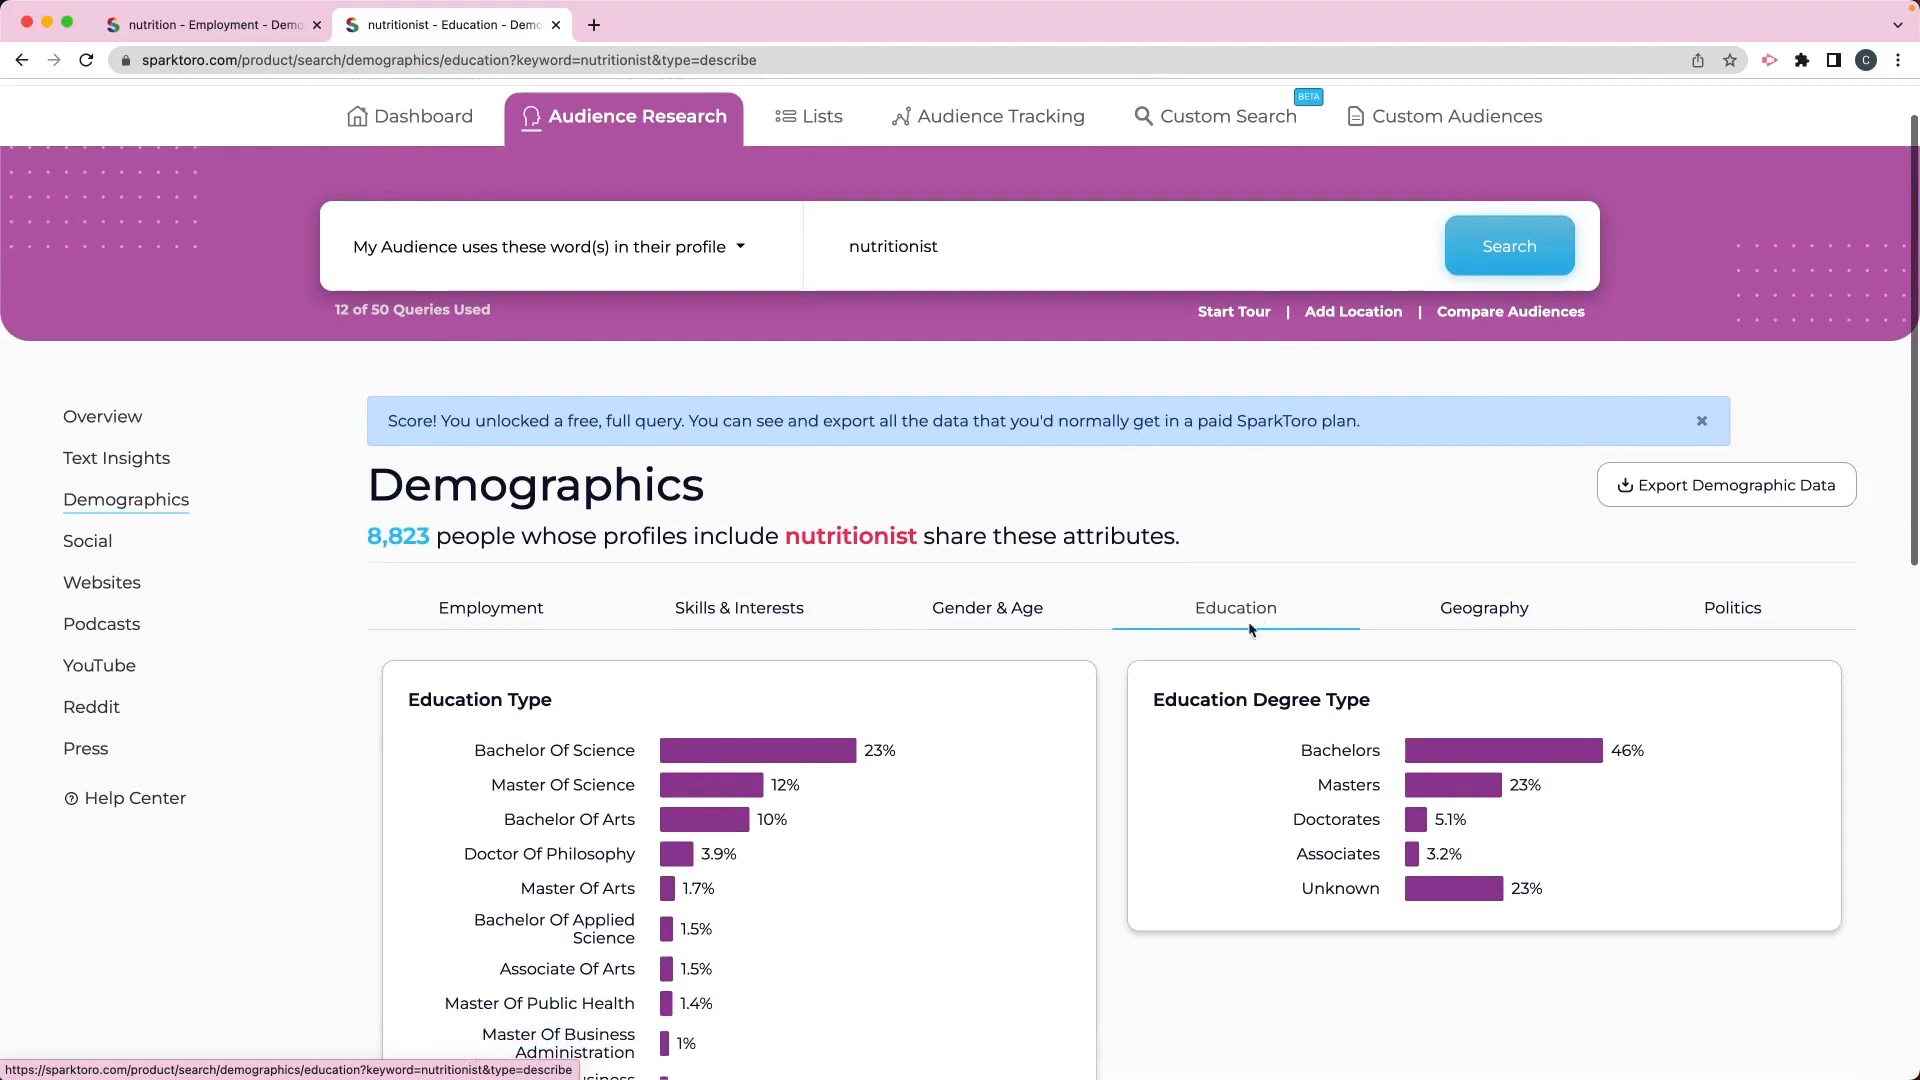 nutrition - Employment - Demo
nutritionist - Education - Demo
sparktoro.com/product/search/demographics/education?keyword=nutritionist&type=describe
C
Dashboard
Audience Research
Lists
Audience Tracking
Custom Search
BETA
Custom Audiences
My Audience uses these word(s) in their profile
nutritionist
Search
12 of 50 Queries Used
Start Tour | Add Location | Compare Audiences
Overview
Text Insights
Demographics
Social
Websites
Podcasts
YouTube
Reddit
Press
Help Center
Score! You unlocked a free, full query. You can see and export all the data that you'd normally get in a paid SparkToro plan.
Demographics
Export Demographic Data
8,823 people whose profiles include nutritionist share these attributes.
Employment
Skills & Interests
Gender & Age
Education
Geography
Politics
Education Type
Bachelor Of Science 23%
Master Of Science 12%
Bachelor Of Arts 10%
Doctor Of Philosophy 3.9%
Master Of Arts 1.7%
Bachelor Of Applied
Science 1.5%
Associate Of Arts 1.5%
Master Of Public Health 1.4%
Master Of Business
Administration 1%
Education Degree Type
Bachelors 46%
Masters 23%
Doctorates 5.1%
Associates 3.2%
Unknown 23%
https://sparktoro.com/product/search/demographics/education?keyword=nutritionist&type=describe